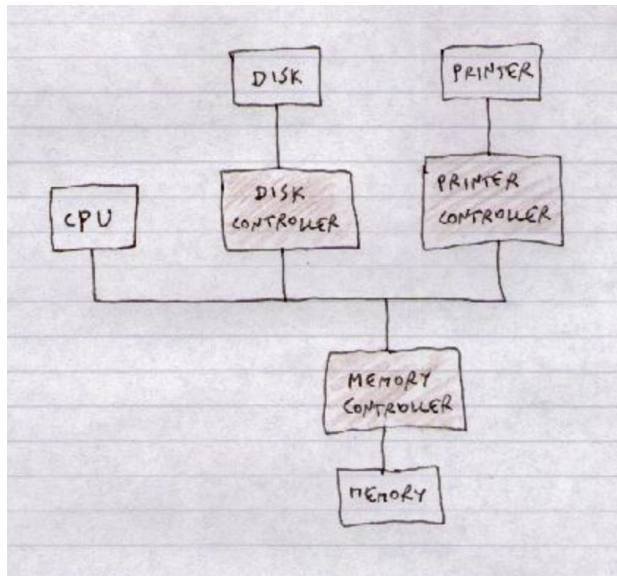 DISK
PRINTER
CPU
DISK
CONTROLLER
PRINTER
CONTROLLER
MEMORY
CONTROLLER
MEMORY